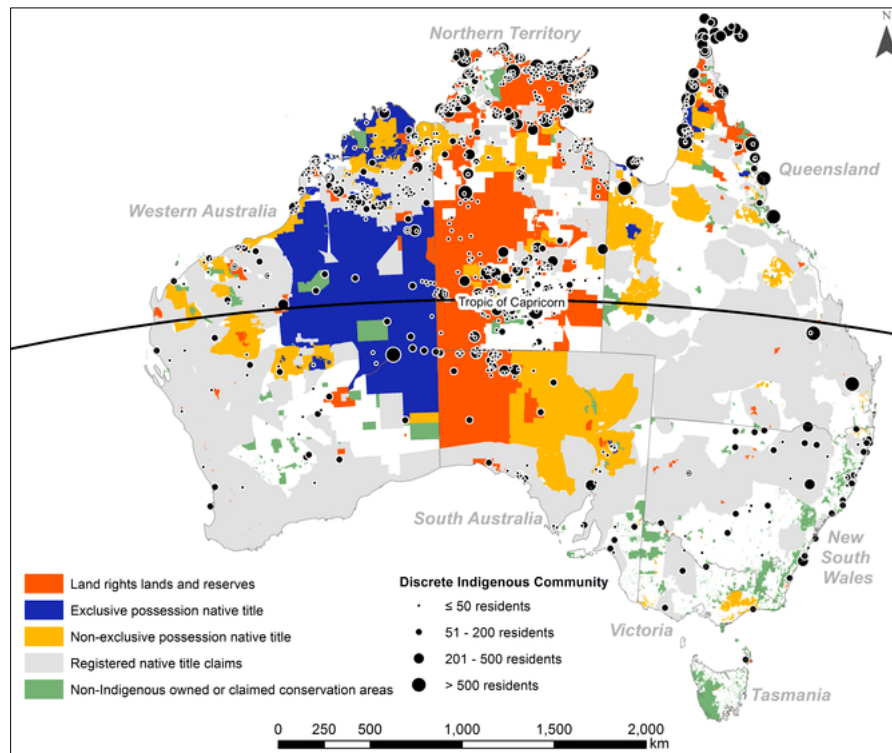 N
Northern Territory
Queensland
Western Australia
Tropic of Capricorn
South Australia
New
South
Wales
Victoria
Tasmania
Land rights lands and reserves
Exclusive possession native title
Non-exclusive possession native title
Registered native title claims
Non-Indigenous owned or claimed conservation areas
Discrete Indigenous Community
≤ 50 residents
51 - 200 residents
201 - 500 residents
> 500 residents
0 250 500 1,000 1,500 2,000
km